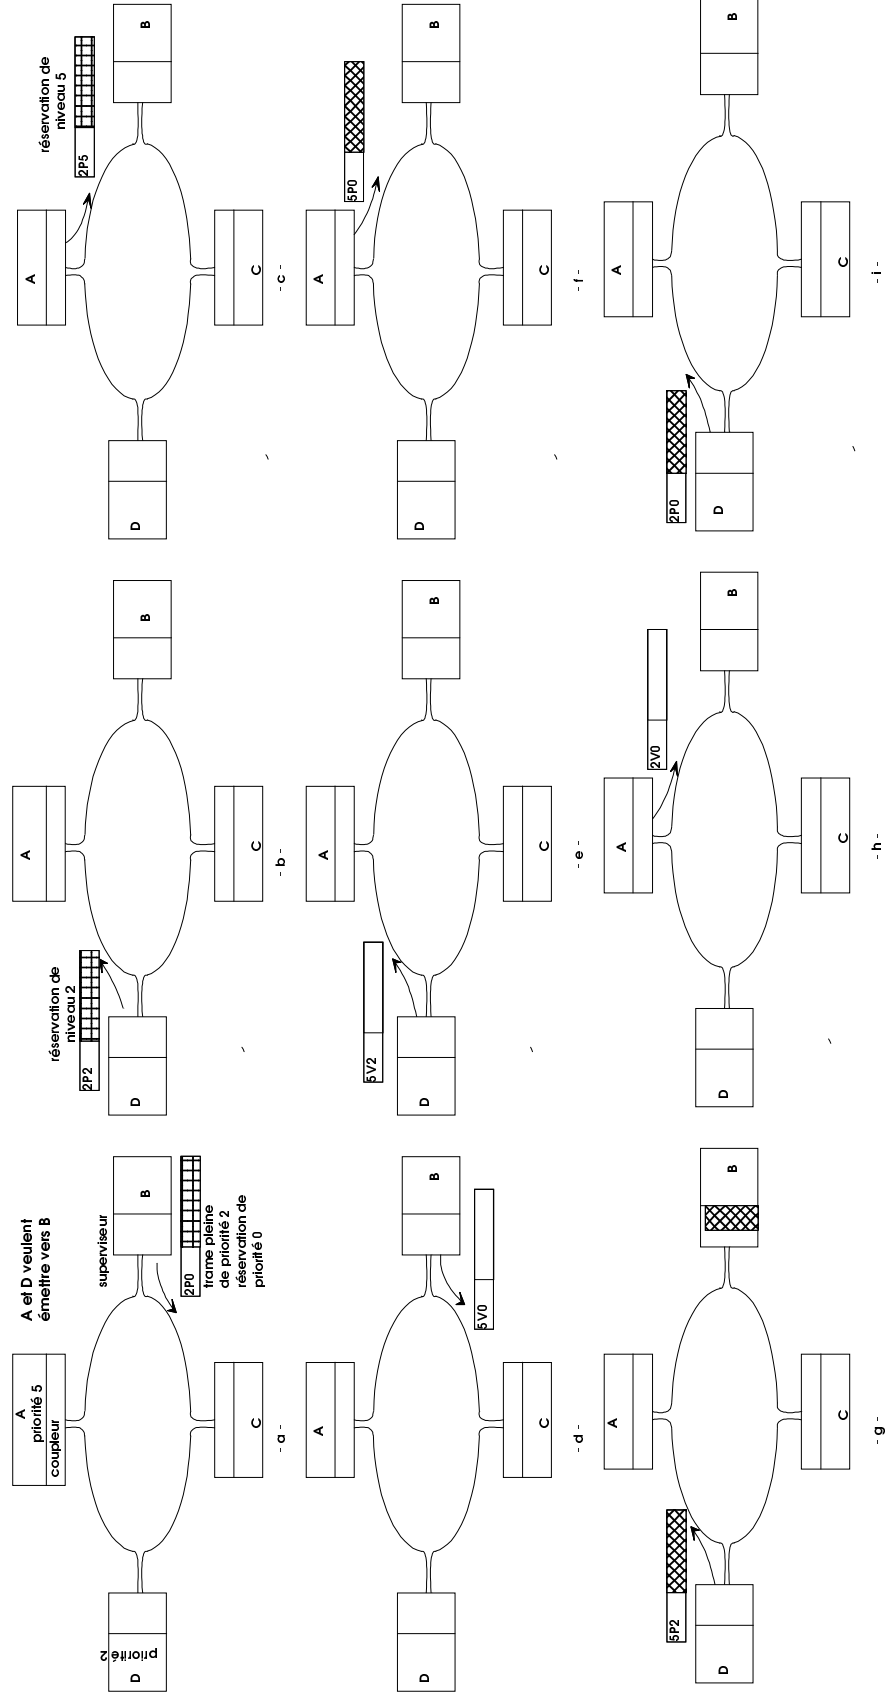 A et D veulent
émettre vers B
A
priorité 5
coupleur
D
priorité 2
superviseur
B
2P0
trame pleine
de priorité 2
réservation de
priorité 0
C
- a -
réservation de
niveau 2
2P2
A
D
B
C
- b -
réservation de
niveau 5
2P5
A
D
B
C
- c -
A
D
B
5V0
C
- d -
5V2
A
D
B
C
- e -
5P0
A
D
B
C
- f -
5P2
A
D
B
C
- g -
2V0
A
D
B
C
- h -
2P0
A
D
B
C
- i -